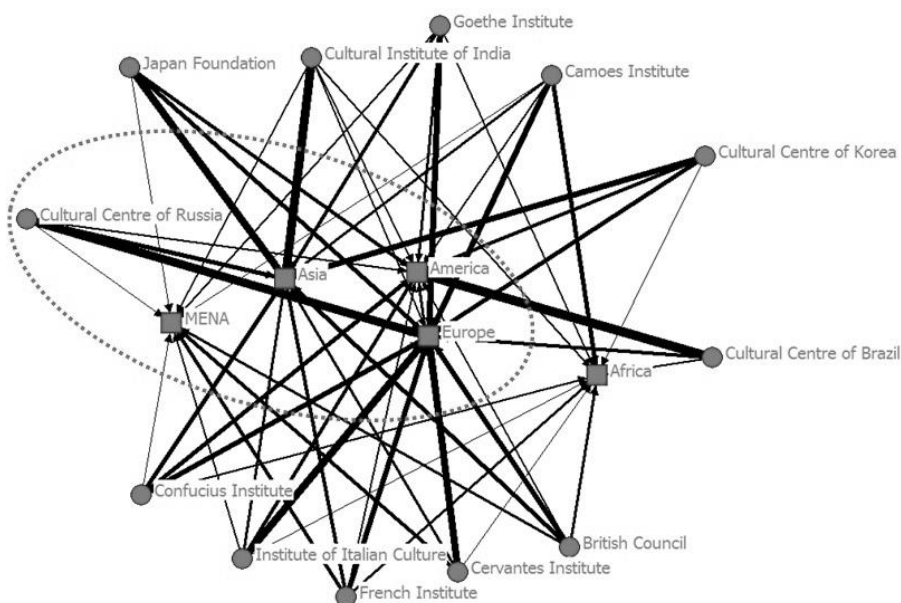 Goethe Institute
Cultural Institute of India
Japan Foundation
Camoes Institute
Cultural Centre of Korea
Cultural Centre of Russia
Asia
America
MENA
Europe
Cultural Centre of Brazil
Africa
Confucius Institute
British Council
Institute of Italian Culture
Cervantes Institute
French Institute